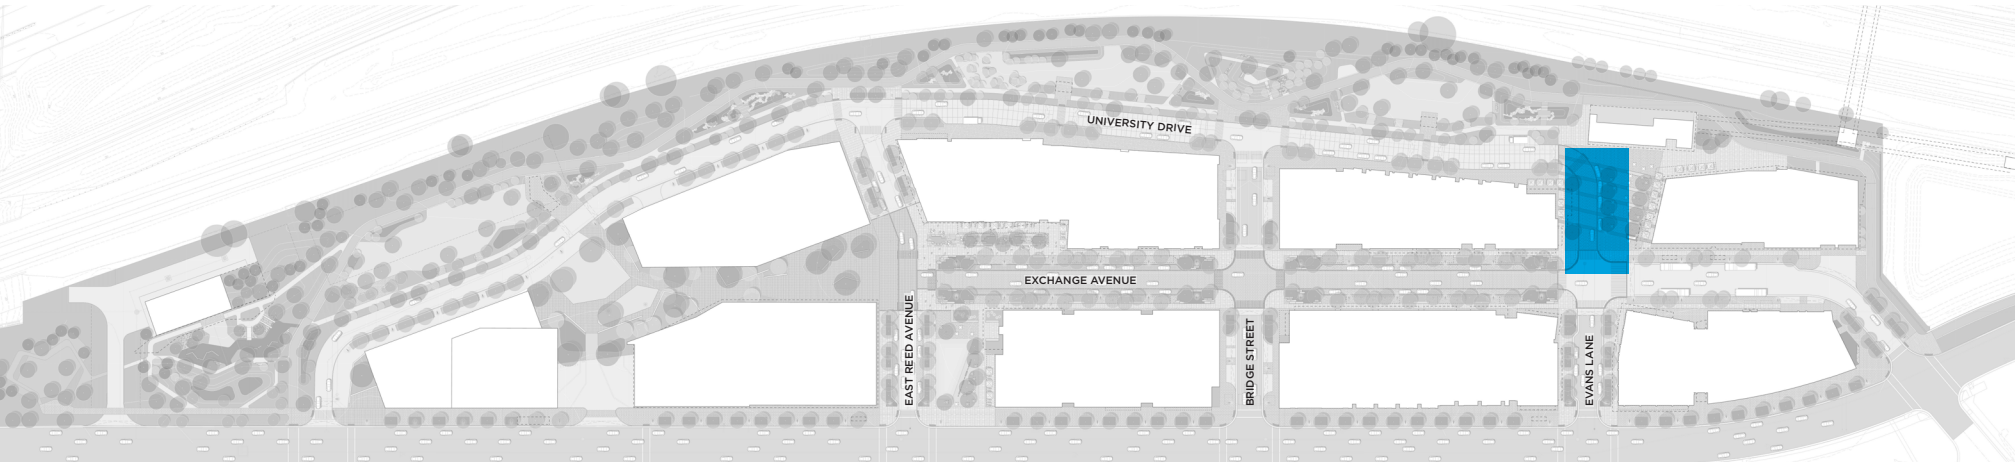 UNIVERSITY DRIVE
EXCHANGE AVENUE
EAST REED AVENUE
BRIDGE STREET
EVANS LANE